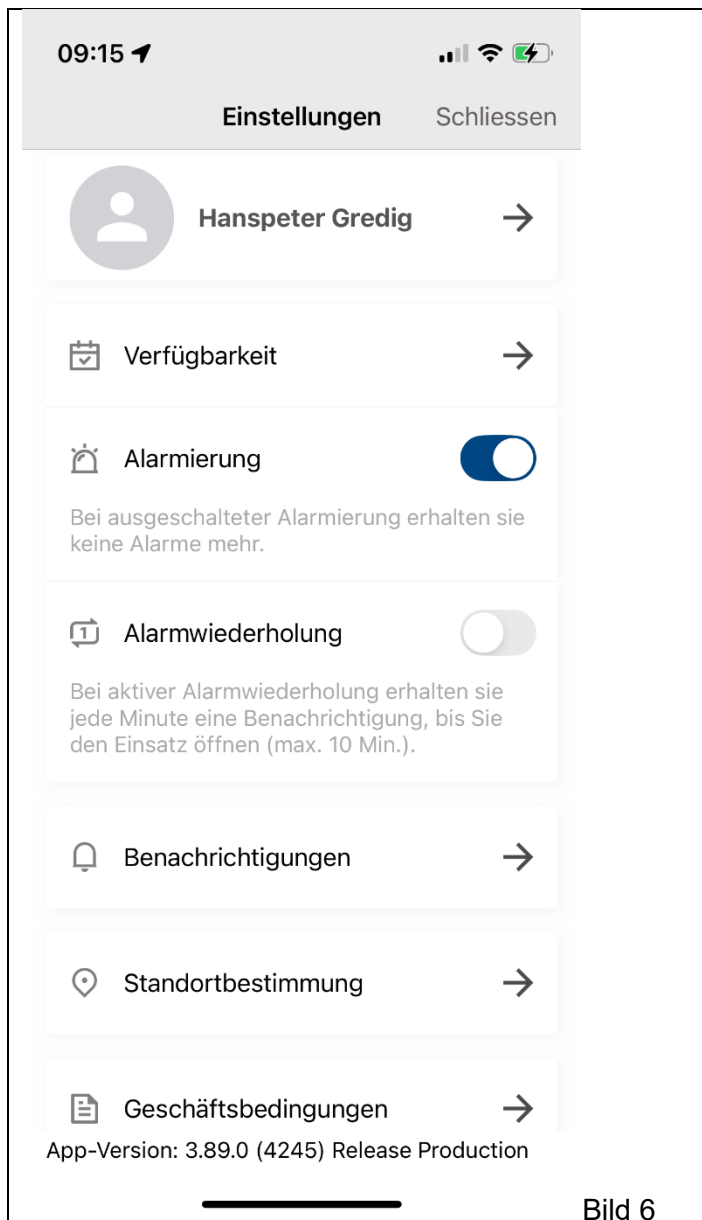 09:15
Einstellungen Schliessen
Hanspeter Gredig
Verfügbarkeit
Alarmierung
Bei ausgeschalteter Alarmierung erhalten sie
keine Alarme mehr.
1 Alarmwiederholung
Bei aktiver Alarmwiederholung erhalten sie
jede Minute eine Benachrichtigung, bis Sie
den Einsatz öffnen (max. 10 Min.).
Benachrichtigungen
Standortbestimmung
Geschäftsbedingungen
App-Version: 3.89.0 (4245) Release Production
Bild 6